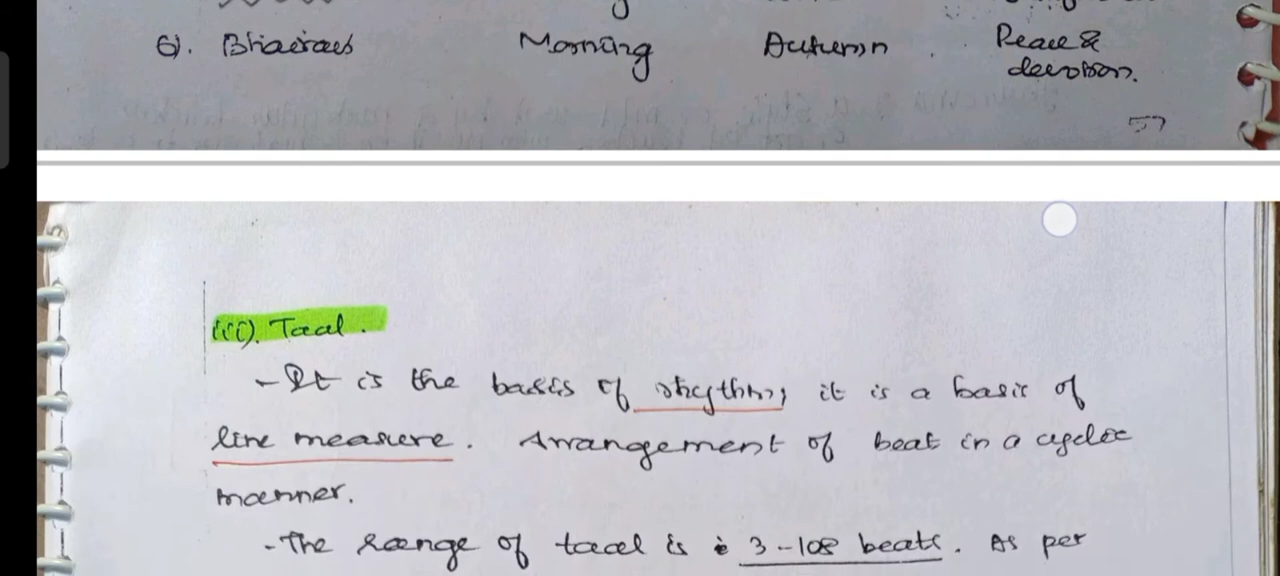 6). Bhairav Morning Autumn Peace &
devotion.
57
(iii). Taal.
- It is the basis of rhythm; it is a basic of
line measure. Arrangement of beat in a cyclic
manner.
- The range of taal is 3-108 beats. As per